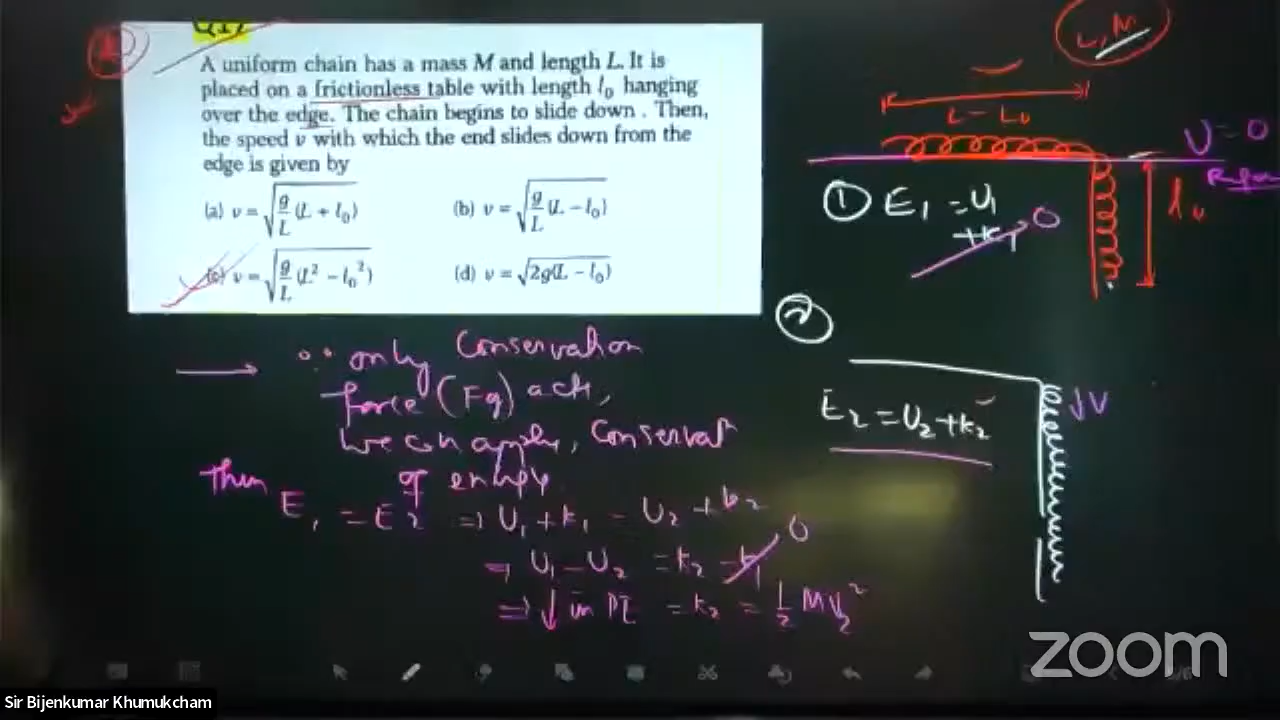 Q17
A uniform chain has a mass M and length L. It is
placed on a frictionless table with length l₀ hanging
over the edge. The chain begins to slide down . Then,
the speed v with which the end slides down from the
edge is given by
(a) v = √(g/L (L + l₀))
(b) v = √(g/L (L − l₀))
(c) v = √(g/L (L² − l₀²))
(d) v = √2g(L − l₀)
L, M
L − L₀
U = 0
l₀
① E₁ = U₁
+K₁ 0
②
E₂ = U₂ + K₂
↓V
→ ∵ only Conservation
force (Fg) act,
we can apply, Conservat
of
Then
E₁ = E₂ ⇒ U₁ + K₁ = U₂ + K₂
⇒ U₁ − U₂ = K₂ − K₁ 0
⇒ ↓ in PE = K₂ = 1/2 MV₂²
zoom
Sir Bijenkumar Khumukcham